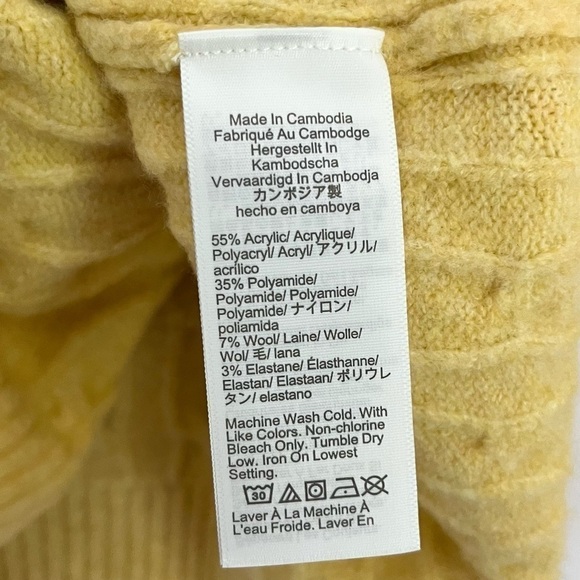 Made In Cambodia
Fabriqué Au Cambodge
Hergestellt In
Kambodscha
Vervaardigd In Cambodja
カンボジア製
hecho en camboya
55% Acrylic/ Acrylique/
Polyacryl/ Acryl/ アクリル/
acrílico
35% Polyamide/
Polyamide/ Polyamide/
Polyamide/ ナイロン/
poliamida
7% Wool/ Laine/ Wolle/
Wol/ 毛/ lana
3% Elastane/ Élasthanne/
Elastan/ Elastaan/ ポリウレ
タン/ elastano
Machine Wash Cold. With
Like Colors. Non-chlorine
Bleach Only. Tumble Dry
Low. Iron On Lowest
Setting.
30
Laver À La Machine À
L'eau Froide. Laver En